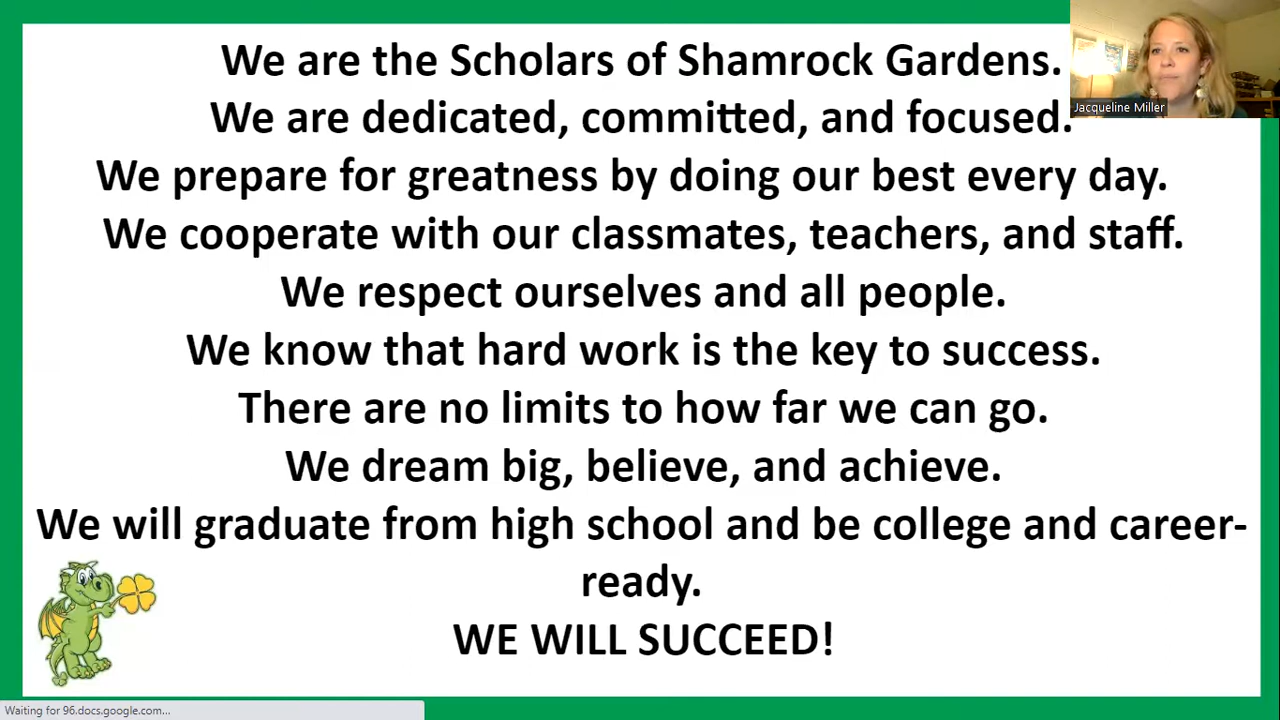 We are the Scholars of Shamrock Gardens.
We are dedicated, committed, and focused.
Jacqueline Miller
We prepare for greatness by doing our best every day.
We cooperate with our classmates, teachers, and staff.
We respect ourselves and all people.
We know that hard work is the key to success.
There are no limits to how far we can go.
We dream big, believe, and achieve.
We will graduate from high school and be college and career-
ready.
WE WILL SUCCEED!
Waiting for 96.docs.google.com...